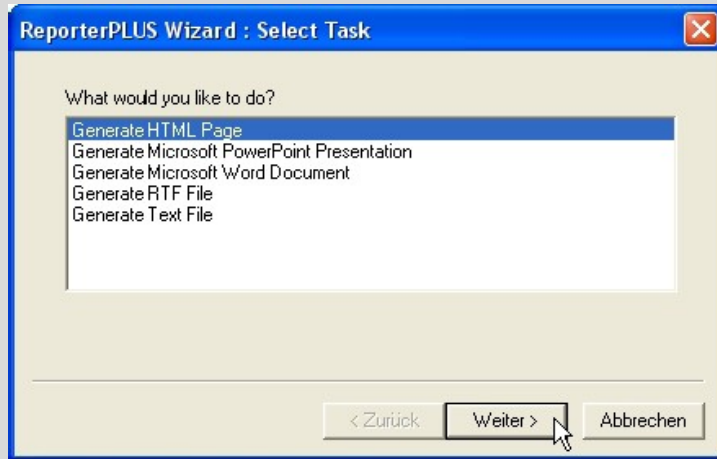 ReporterPLUS Wizard : Select Task
What would you like to do?
Generate HTML Page
Generate Microsoft PowerPoint Presentation
Generate Microsoft Word Document
Generate RTF File
Generate Text File
< Zurück Weiter > Abbrechen